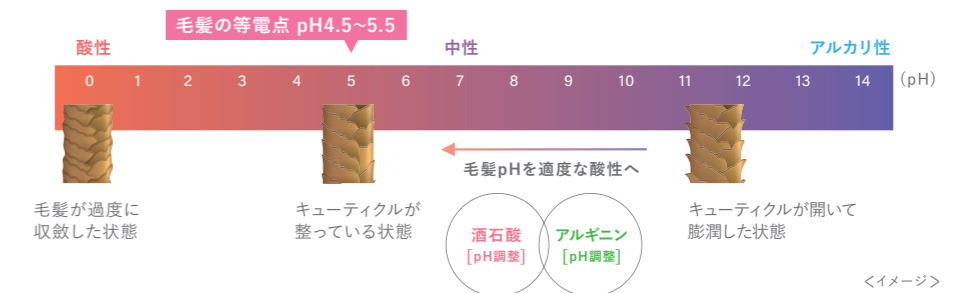 毛髪の等電点 pH4.5~5.5
酸性
中性
アルカリ性
0 1 2 3 4 5 6 7 8 9 10 11 12 13 14 (pH)
毛髪pHを適度な酸性へ
毛髪が過度に
収斂した状態
キューティクルが
整っている状態
酒石酸
[pH調整]
アルギニン
[pH調整]
キューティクルが開いて
膨潤した状態
＜イメージ＞